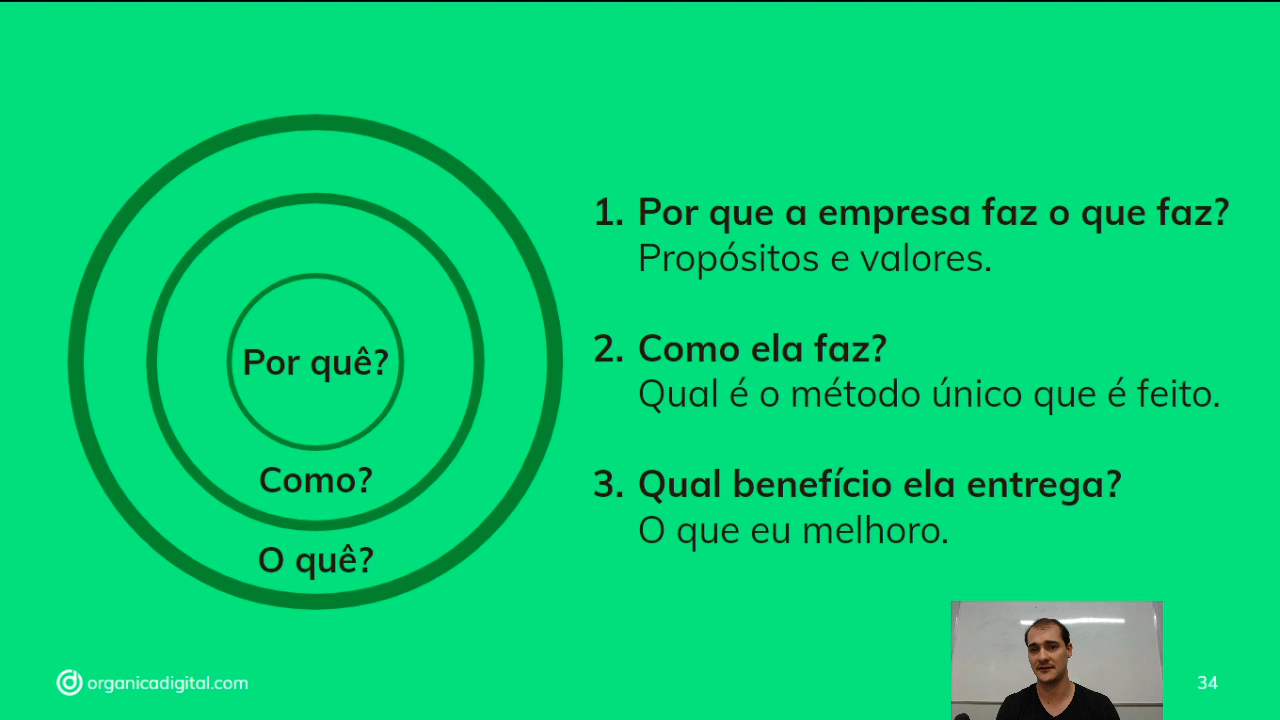 Por quê?
Como?
O quê?
1. Por que a empresa faz o que faz?
Propósitos e valores.
2. Como ela faz?
Qual é o método único que é feito.
3. Qual benefício ela entrega?
O que eu melhoro.
organicadigital.com
34